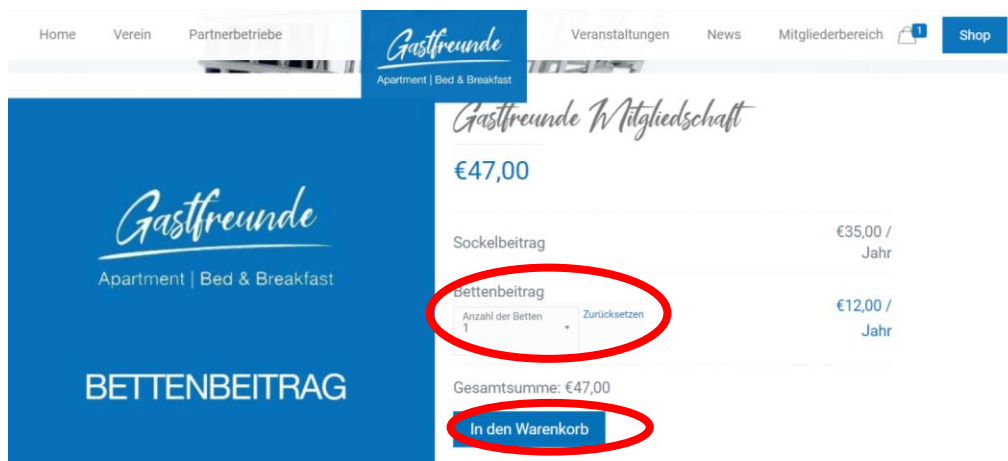 Home Verein Partnerbetriebe Gastfreunde Veranstaltungen News Mitgliederbereich 1 Shop
Apartment | Bed & Breakfast
Gastfreunde Mitgliedschaft
€47,00
Gastfreunde
Apartment | Bed & Breakfast
BETTENBEITRAG
Sockelbeitrag €35,00 /
Jahr
Bettenbeitrag
Anzahl der Betten Zurücksetzen €12,00 /
1 Jahr
Gesamtsumme: €47,00
In den Warenkorb